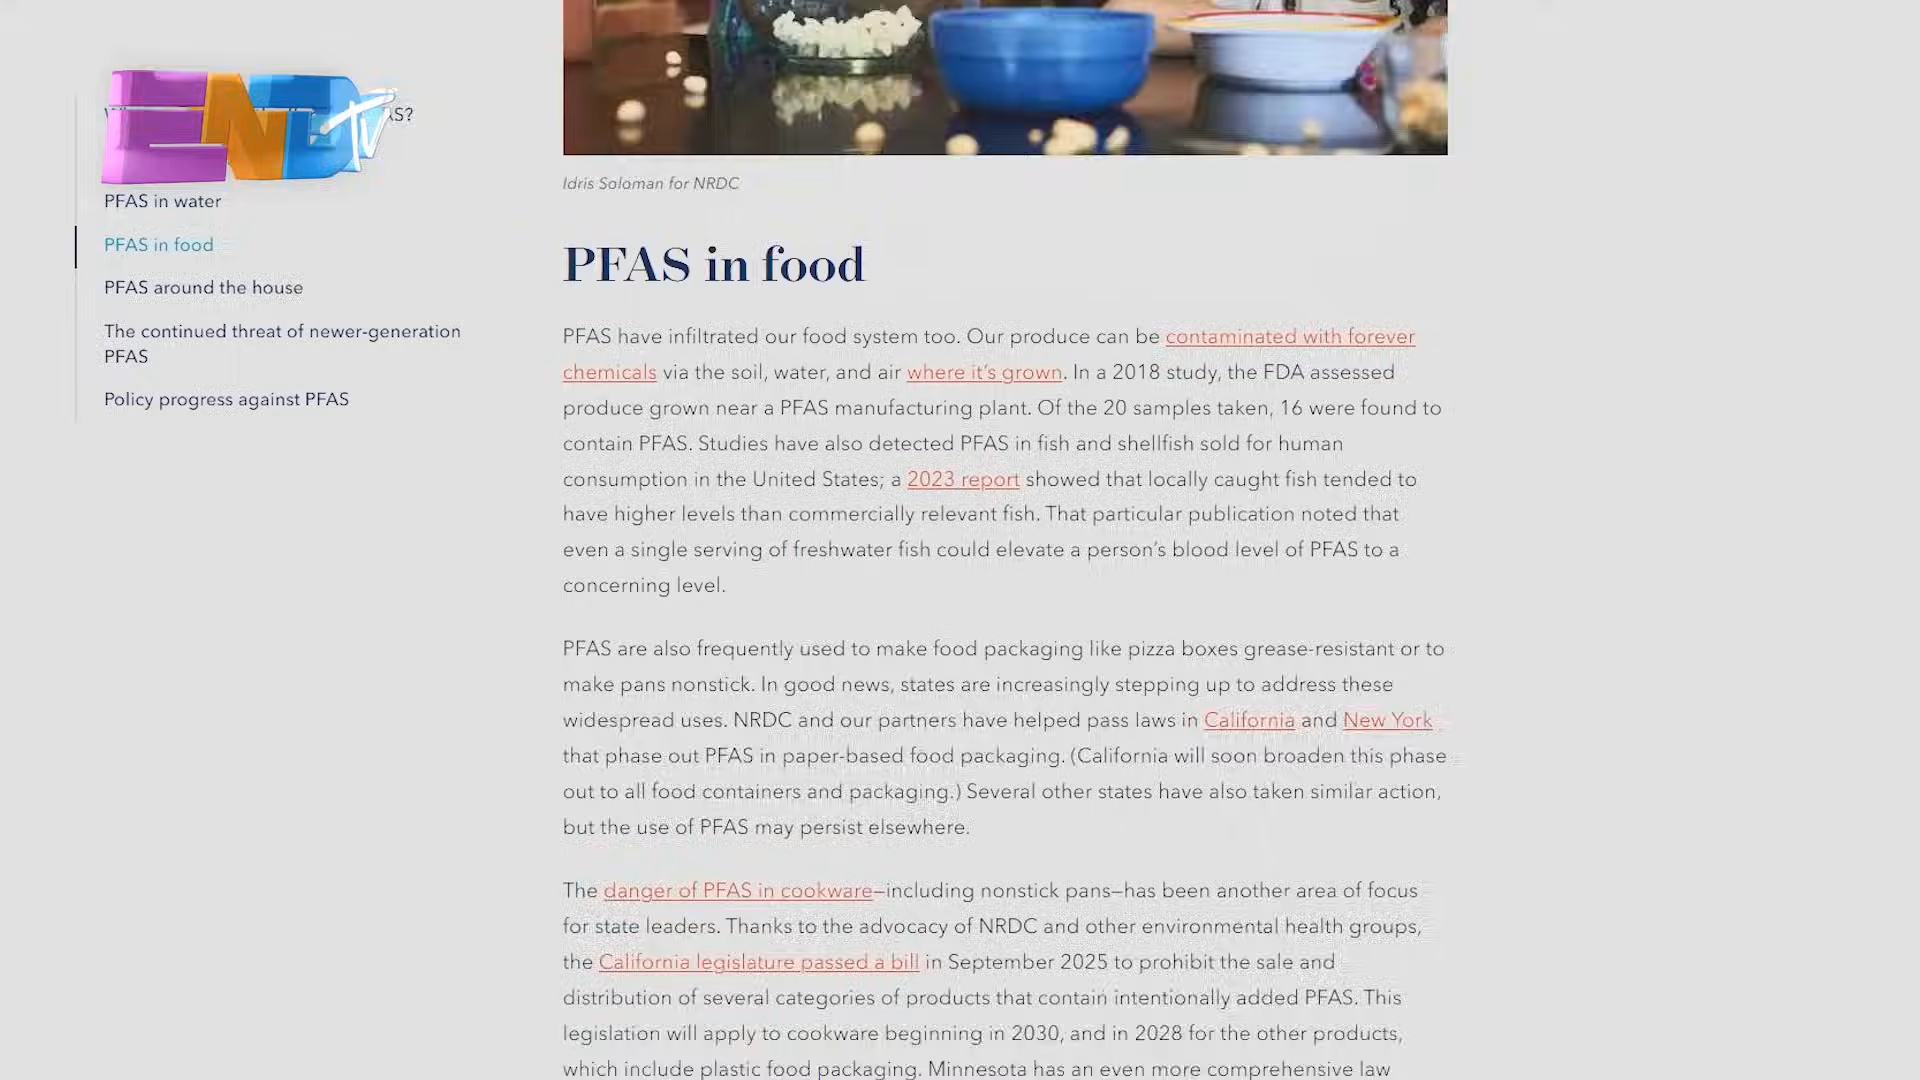 END
TV
AS?
PFAS in water
PFAS in food
PFAS around the house
The continued threat of newer-generation
PFAS
Policy progress against PFAS
Idris Solomon for NRDC
PFAS in food
PFAS have infiltrated our food system too. Our produce can be contaminated with forever
chemicals via the soil, water, and air where it’s grown. In a 2018 study, the FDA assessed
produce grown near a PFAS manufacturing plant. Of the 20 samples taken, 16 were found to
contain PFAS. Studies have also detected PFAS in fish and shellfish sold for human
consumption in the United States; a 2023 report showed that locally caught fish tended to
have higher levels than commercially relevant fish. That particular publication noted that
even a single serving of freshwater fish could elevate a person’s blood level of PFAS to a
concerning level.
PFAS are also frequently used to make food packaging like pizza boxes grease-resistant or to
make pans nonstick. In good news, states are increasingly stepping up to address these
widespread uses. NRDC and our partners have helped pass laws in California and New York
that phase out PFAS in paper-based food packaging. (California will soon broaden this phase
out to all food containers and packaging.) Several other states have also taken similar action,
but the use of PFAS may persist elsewhere.
The danger of PFAS in cookware—including nonstick pans—has been another area of focus
for state leaders. Thanks to the advocacy of NRDC and other environmental health groups,
the California legislature passed a bill in September 2025 to prohibit the sale and
distribution of several categories of products that contain intentionally added PFAS. This
legislation will apply to cookware beginning in 2030, and in 2028 for the other products,
which include plastic food packaging. Minnesota has an even more comprehensive law